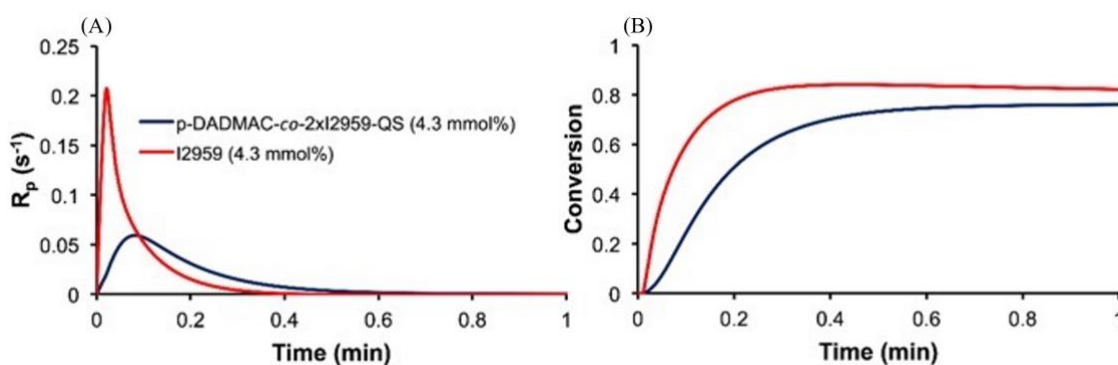 (A)
0.25
0.2
0.15
0.1
0.05
0
Rp (s-1)
p-DADMAC-co-2xI2959-QS (4.3 mmol%)
I2959 (4.3 mmol%)
0 0.2 0.4 0.6 0.8 1
Time (min)
(B)
1
0.8
0.6
0.4
0.2
0
Conversion
0 0.2 0.4 0.6 0.8 1
Time (min)